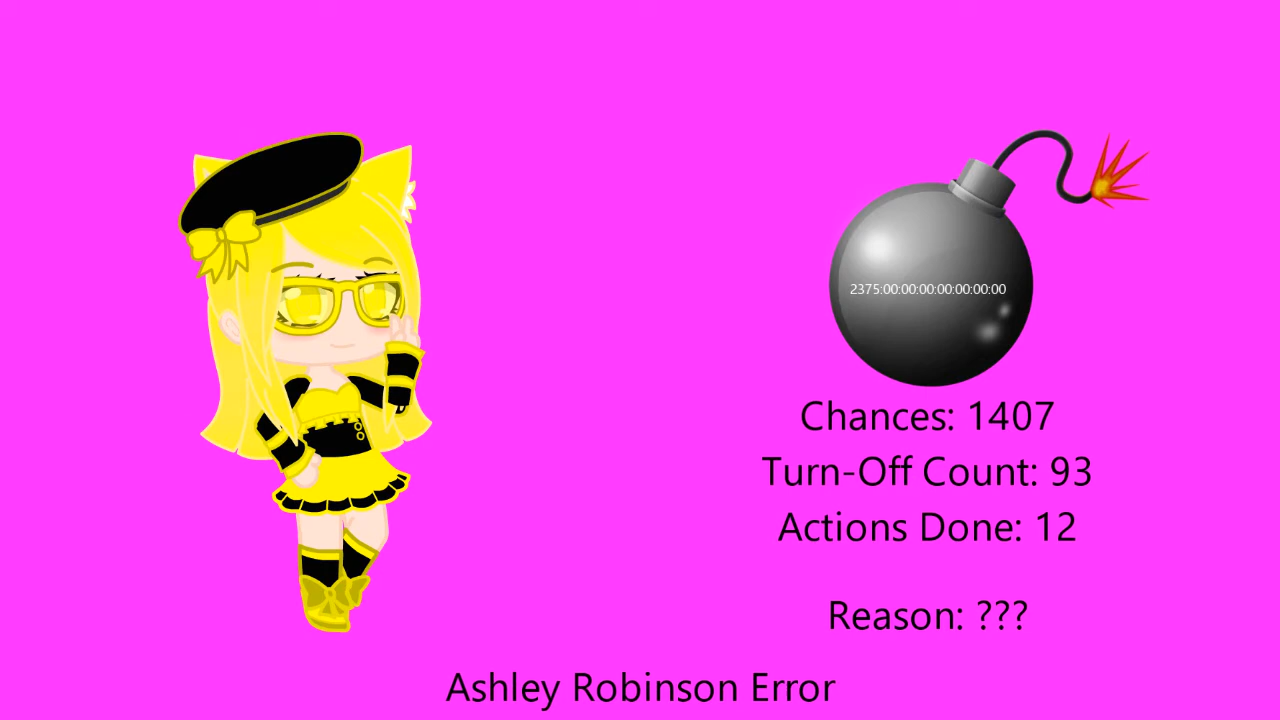 2375:00:00:00:00:00:00:00
Chances: 1407
Turn-Off Count: 93
Actions Done: 12
Reason: ???
Ashley Robinson Error